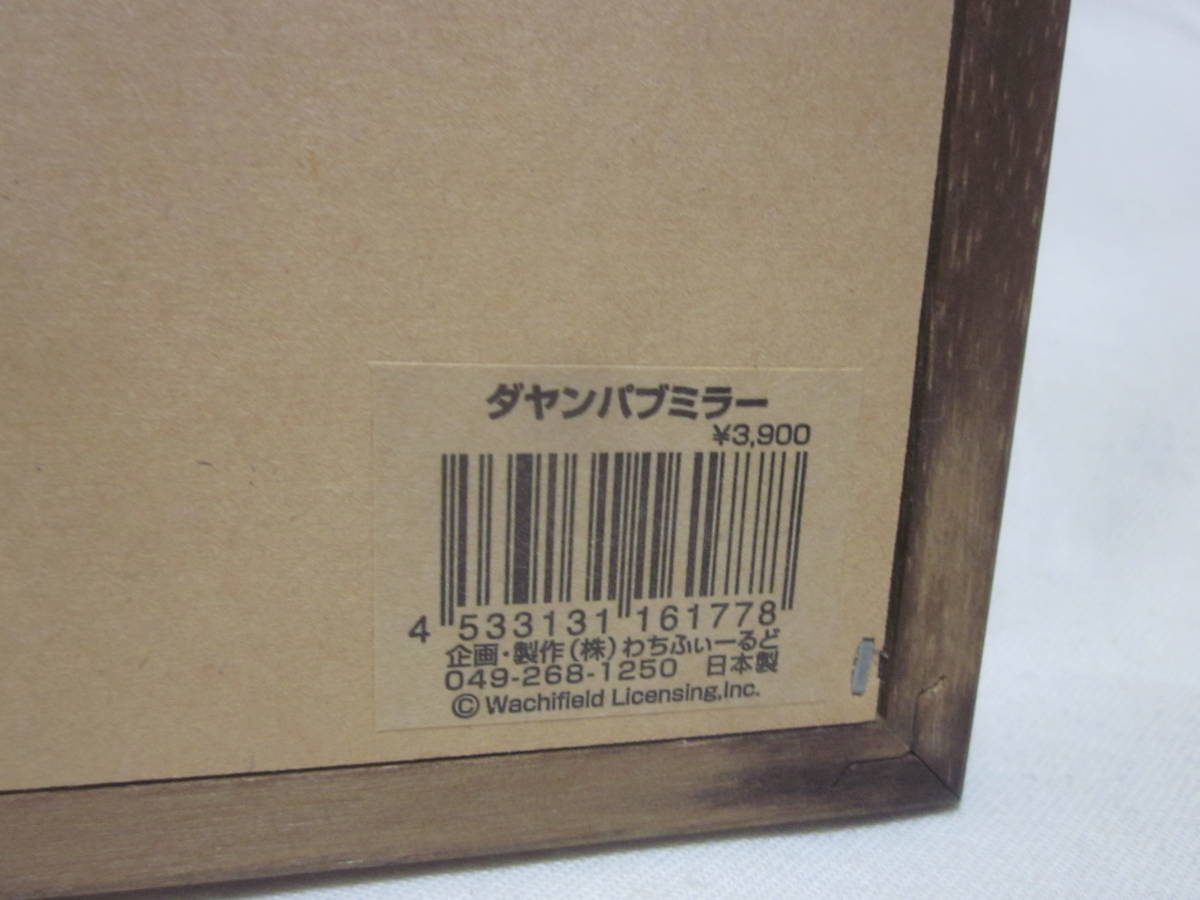 ダヤンパブミラー
¥3,900
4 533131 161778
企画・製作(株)わちふぃーるど
049-268-1250 日本製
© Wachifield Licensing,Inc.